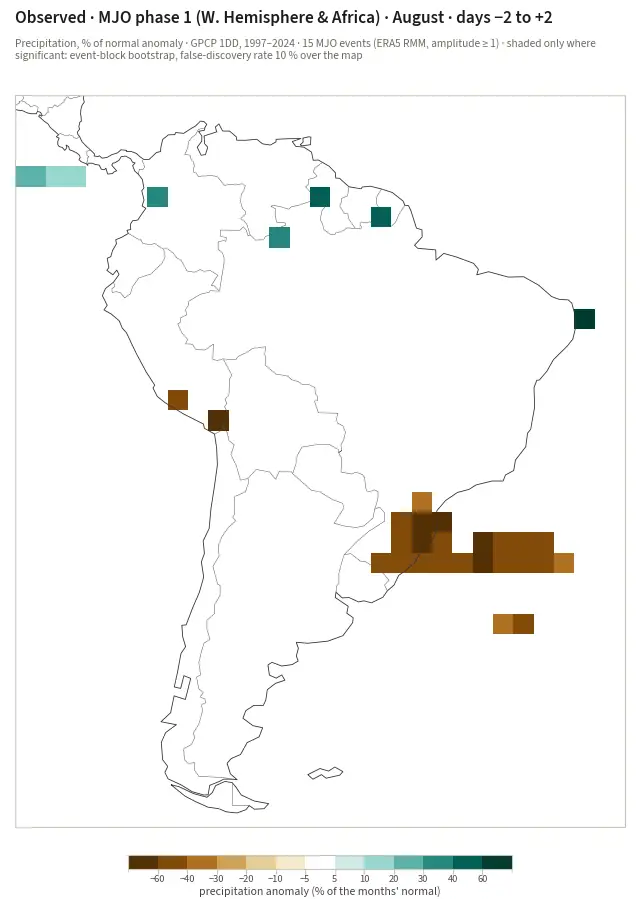 Observed · MJO phase 1 (W. Hemisphere & Africa) · August · days −2 to +2
Precipitation, % of normal anomaly · GPCP 1DD, 1997–2024 · 15 MJO events (ERA5 RMM, amplitude ≥ 1) · shaded only where
significant: event-block bootstrap, false-discovery rate 10 % over the map
−60 −40 −30 −20 −10 −5 5 10 20 30 40 60
precipitation anomaly (% of the months' normal)